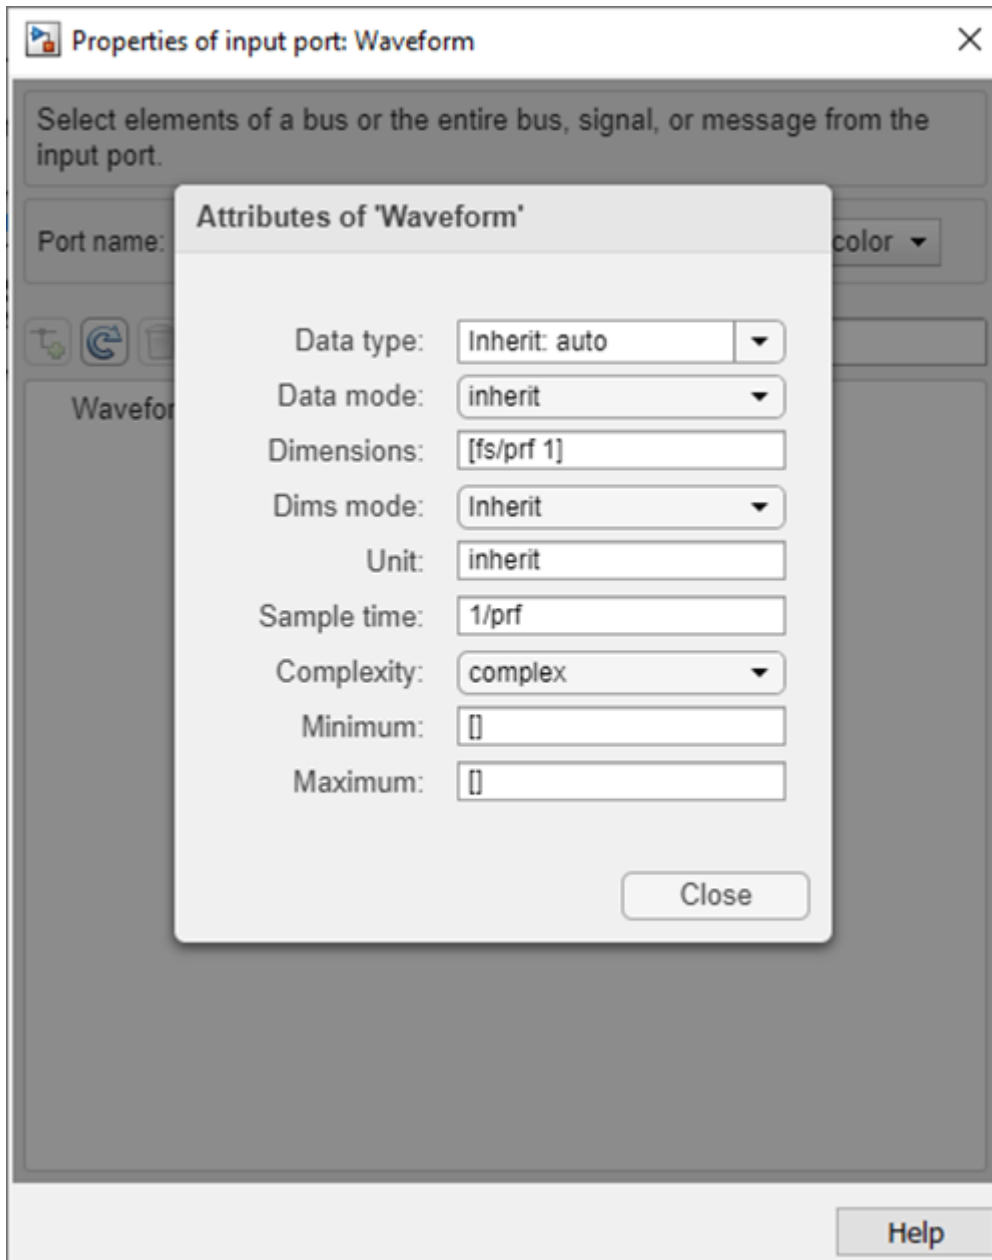 Properties of input port: Waveform
Select elements of a bus or the entire bus, signal, or message from the
input port.
Attributes of 'Waveform'
Port name:
color
Data type: Inherit: auto
Data mode: inherit
Wavefor
Dimensions: [fs/prf 1]
Dims mode: Inherit
Unit: inherit
Sample time: 1/prf
Complexity: complex
Minimum: []
Maximum: []
Close
Help